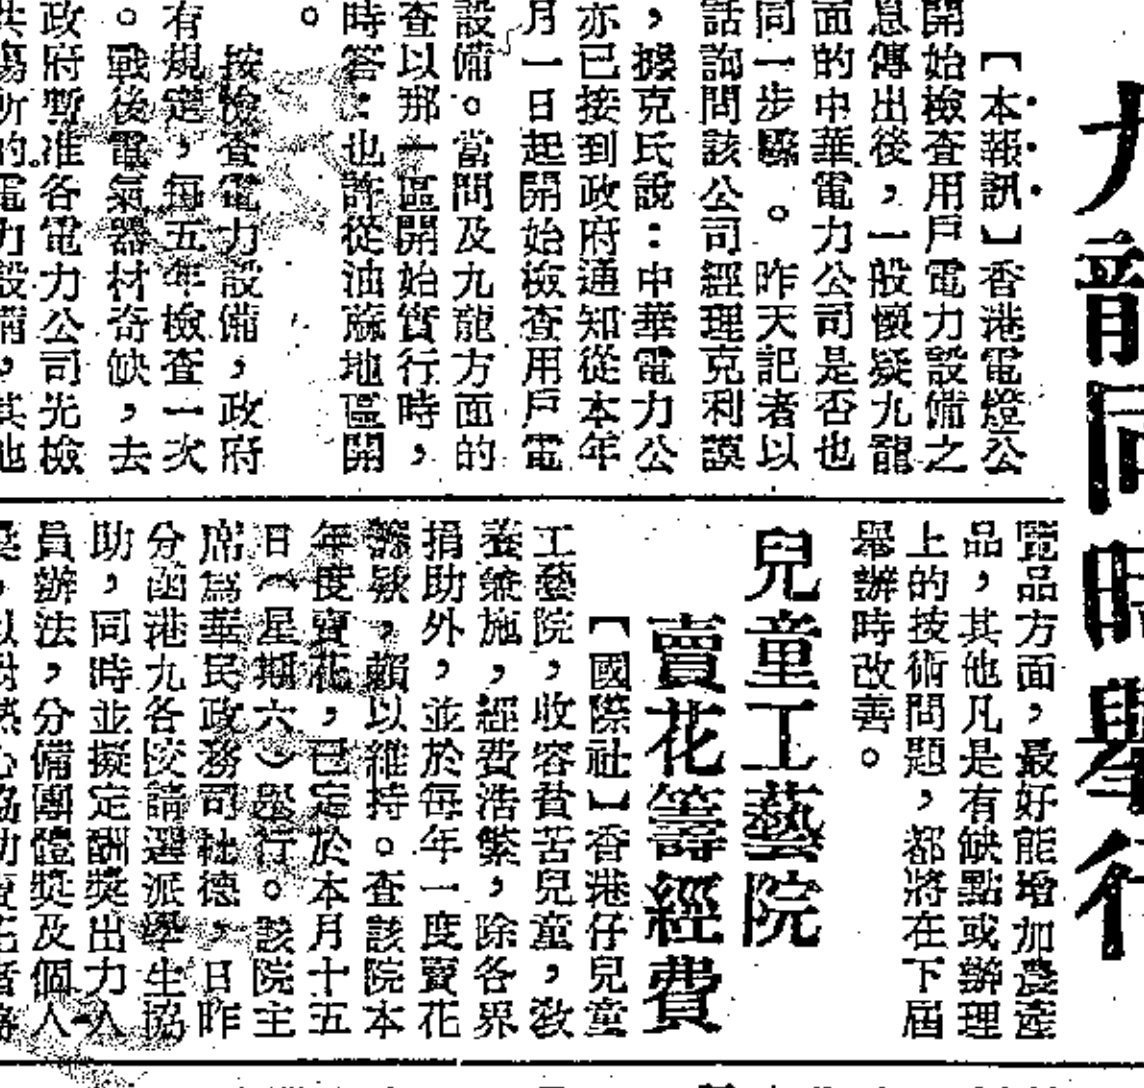 九龍同時舉行
【本報訊】香港電燈公
開始檢查用戶電力設備之
息傳出後，一般懷疑九龍
面的中華電力公司是否也
同一步驟。昨天記者以
話詢問該公司經理克利謨
，據克氏說：中華電力公
亦已接到政府通知從本年
月一日起開始檢查用戶電
設備。當問及九龍方面的
查以那一區開始實行時，
時答：也許從油蔴地區開
。
按檢查電力設備，政府
有規定，每五年檢查一次
。戰後電氣器材奇缺，去
政府暫准各電力公司光檢
共場所的電力設備，其他
覽品方面，最好能增加農產
品，其他凡是有缺點或辦理
上的技術問題，都將在下屆
舉辦時改善。
兒童工藝院
賣花籌經費
【國際社】香港仔兒童
工藝院，收容貧苦兒童，敎
養兼施，經費浩繁，除各界
捐助外，並於每年一度賣花
籌欵，賴以維持。查該院本
年度賣花，已定於本月十五
日（星期六）舉行。該院主
席爲華民政務司杜德，日昨
分函港九各校請選派學生協
助，同時並擬定酬獎出力人
員辦法，分備團體獎及個人
獎，以酬熱心協助